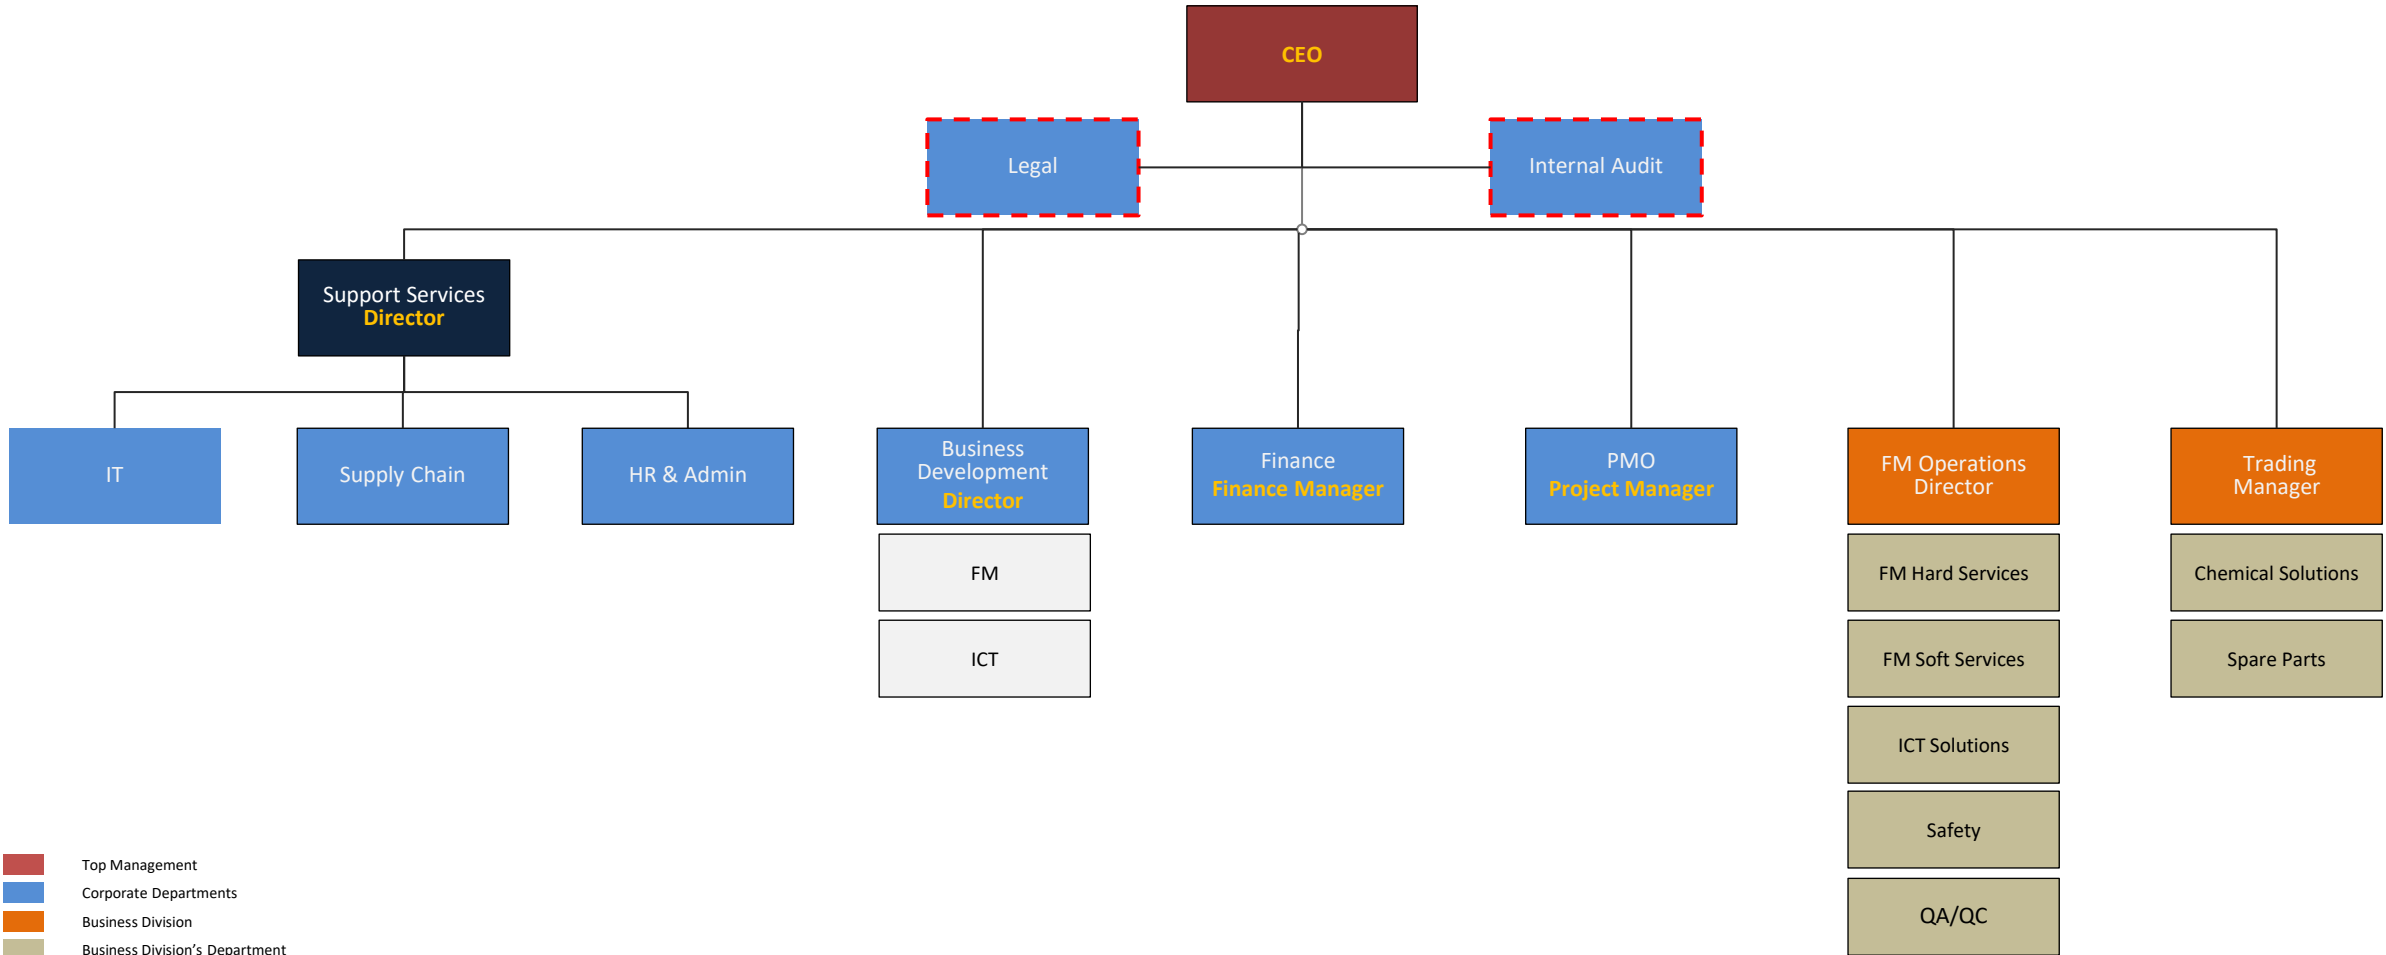 CEO
Legal
Internal Audit
Support Services
Director
IT
Supply Chain
HR & Admin
Business
Development
Director
Finance
Finance Manager
PMO
Project Manager
FM Operations
Director
Trading
Manager
FM
ICT
FM Hard Services
FM Soft Services
ICT Solutions
Safety
QA/QC
Chemical Solutions
Spare Parts
Top Management
Corporate Departments
Business Division
Business Division's Department